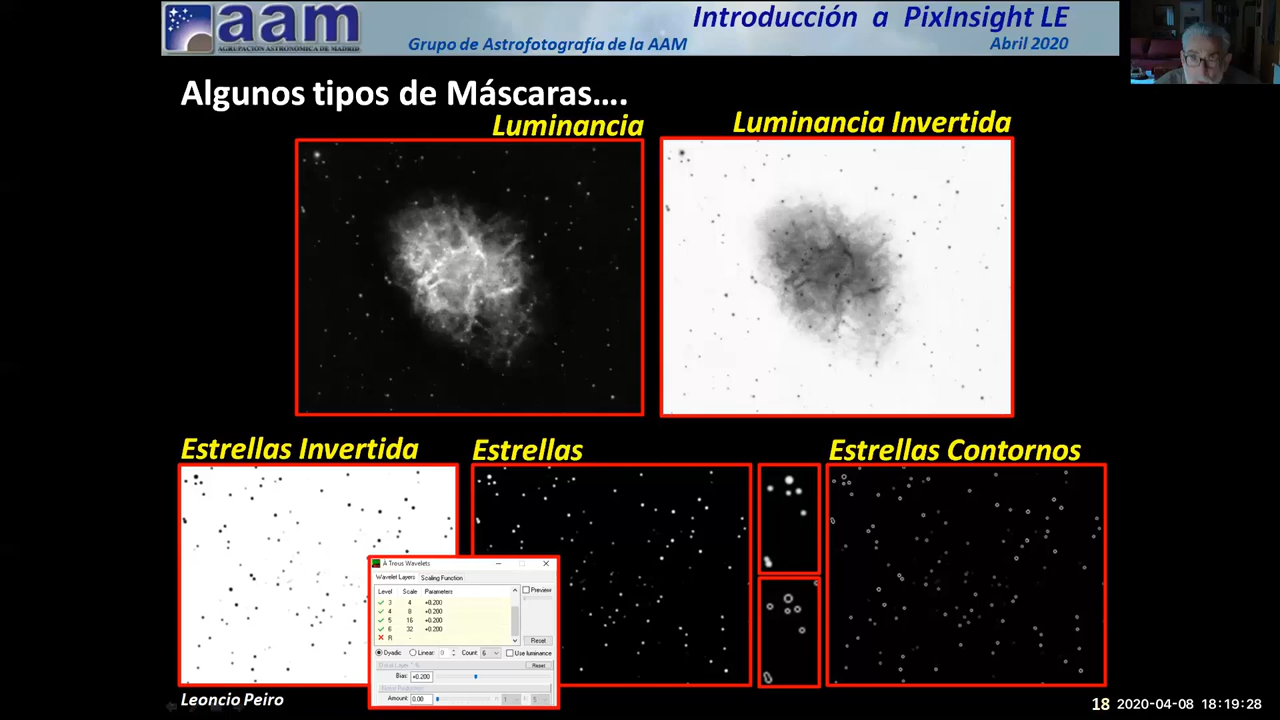 aam
AGRUPACIÓN ASTRONÓMICA DE MADRID
Introducción a PixInsight LE
Grupo de Astrofotografía de la AAM
Abril 2020
Algunos tipos de Máscaras....
Luminancia
Luminancia Invertida
Estrellas Invertida
Estrellas
Estrellas Contornos
À Trous Wavelets
Wavelet Layers Scaling Function
Level Scale Parameters
Preview
3 4 +0.200
4 8 +0.200
5 16 +0.200
6 32 +0.200
R -
Reset
Dyadic Linear: 0 Count: 6 Use luminance
Reset
Bias: +0.200
Amount: 0.00
Leoncio Peiro
18 2020-04-08 18:19:28